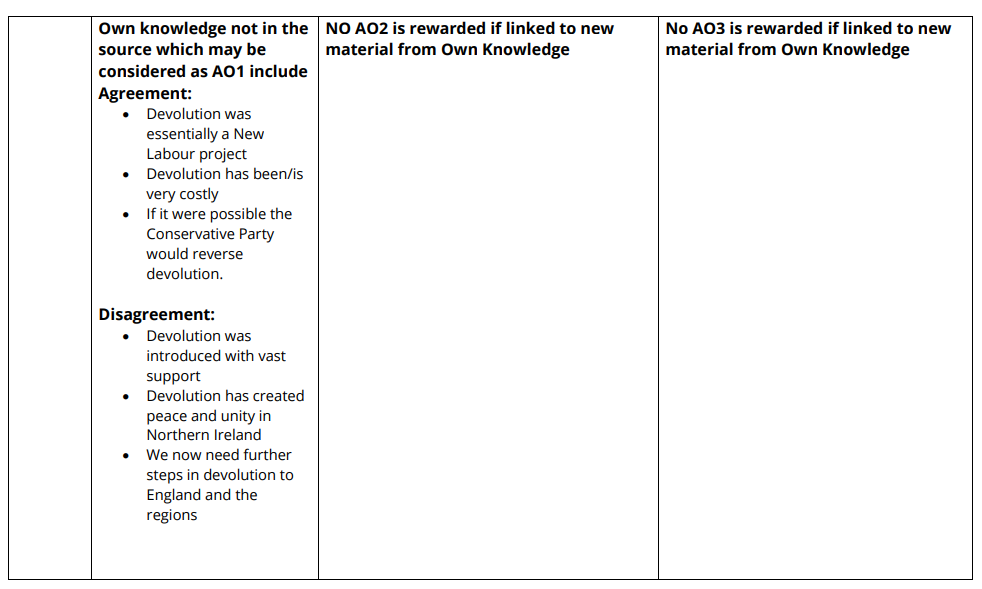 Own knowledge not in the
source which may be
considered as AO1 include
Agreement:
• Devolution was
essentially a New
Labour project
• Devolution has been/is
very costly
• If it were possible the
Conservative Party
would reverse
devolution.
Disagreement:
• Devolution was
introduced with vast
support
• Devolution has created
peace and unity in
Northern Ireland
• We now need further
steps in devolution to
England and the
regions
NO AO2 is rewarded if linked to new
material from Own Knowledge
No AO3 is rewarded if linked to new
material from Own Knowledge